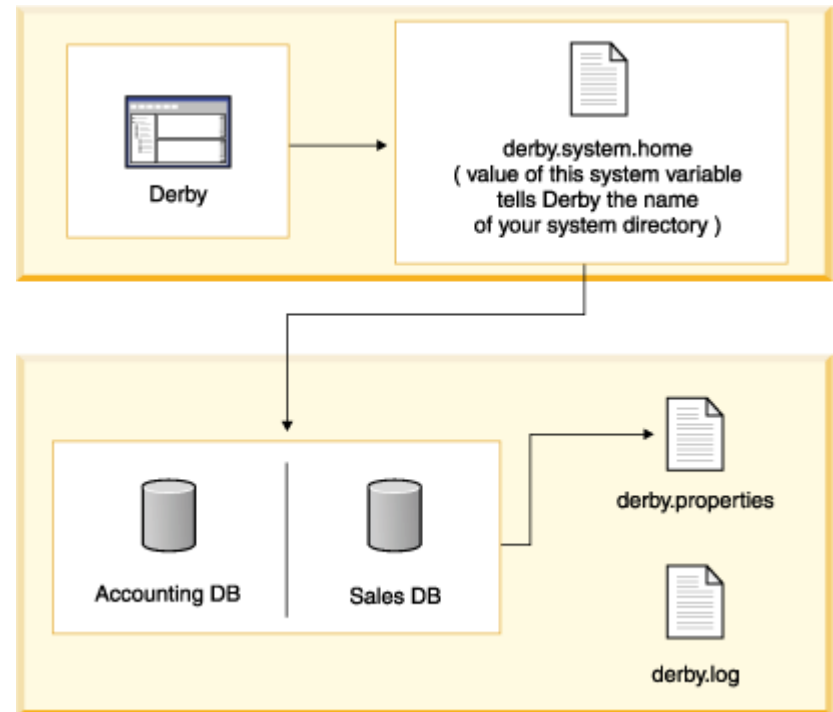 Derby
derby.system.home
( value of this system variable
tells Derby the name
of your system directory )
Accounting DB
Sales DB
derby.properties
derby.log